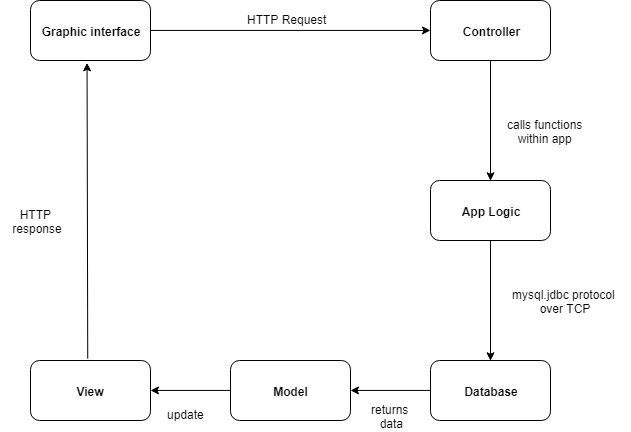 HTTP Request
Graphic interface
Controller
calls functions
within app
App Logic
HTTP
response
mysql.jdbc protocol
over TCP
View
Model
Database
update
returns
data